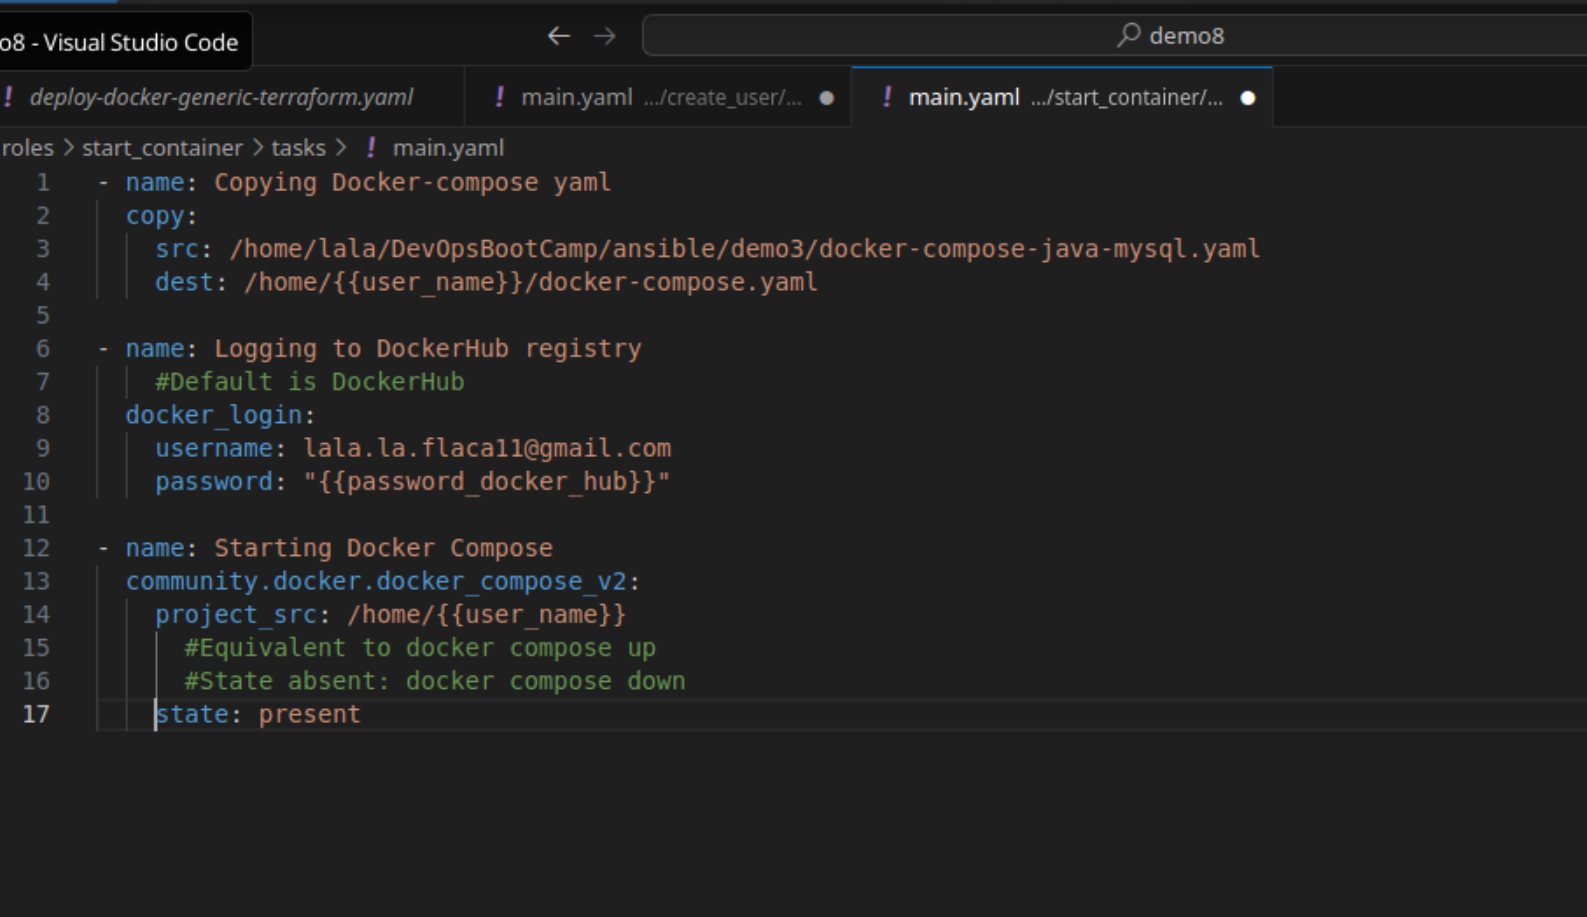 o8 - Visual Studio Code
demo8
! deploy-docker-generic-terraform.yaml
! main.yaml .../create_user/...
! main.yaml .../start_container/...
roles > start_container > tasks > ! main.yaml
1 - name: Copying Docker-compose yaml
2 copy:
3 src: /home/lala/DevOpsBootCamp/ansible/demo3/docker-compose-java-mysql.yaml
4 dest: /home/{{user_name}}/docker-compose.yaml
5
6 - name: Logging to DockerHub registry
7 #Default is DockerHub
8 docker_login:
9 username: lala.la.flaca11@gmail.com
10 password: "{{password_docker_hub}}"
11
12 - name: Starting Docker Compose
13 community.docker.docker_compose_v2:
14 project_src: /home/{{user_name}}
15 #Equivalent to docker compose up
16 #State absent: docker compose down
17 state: present